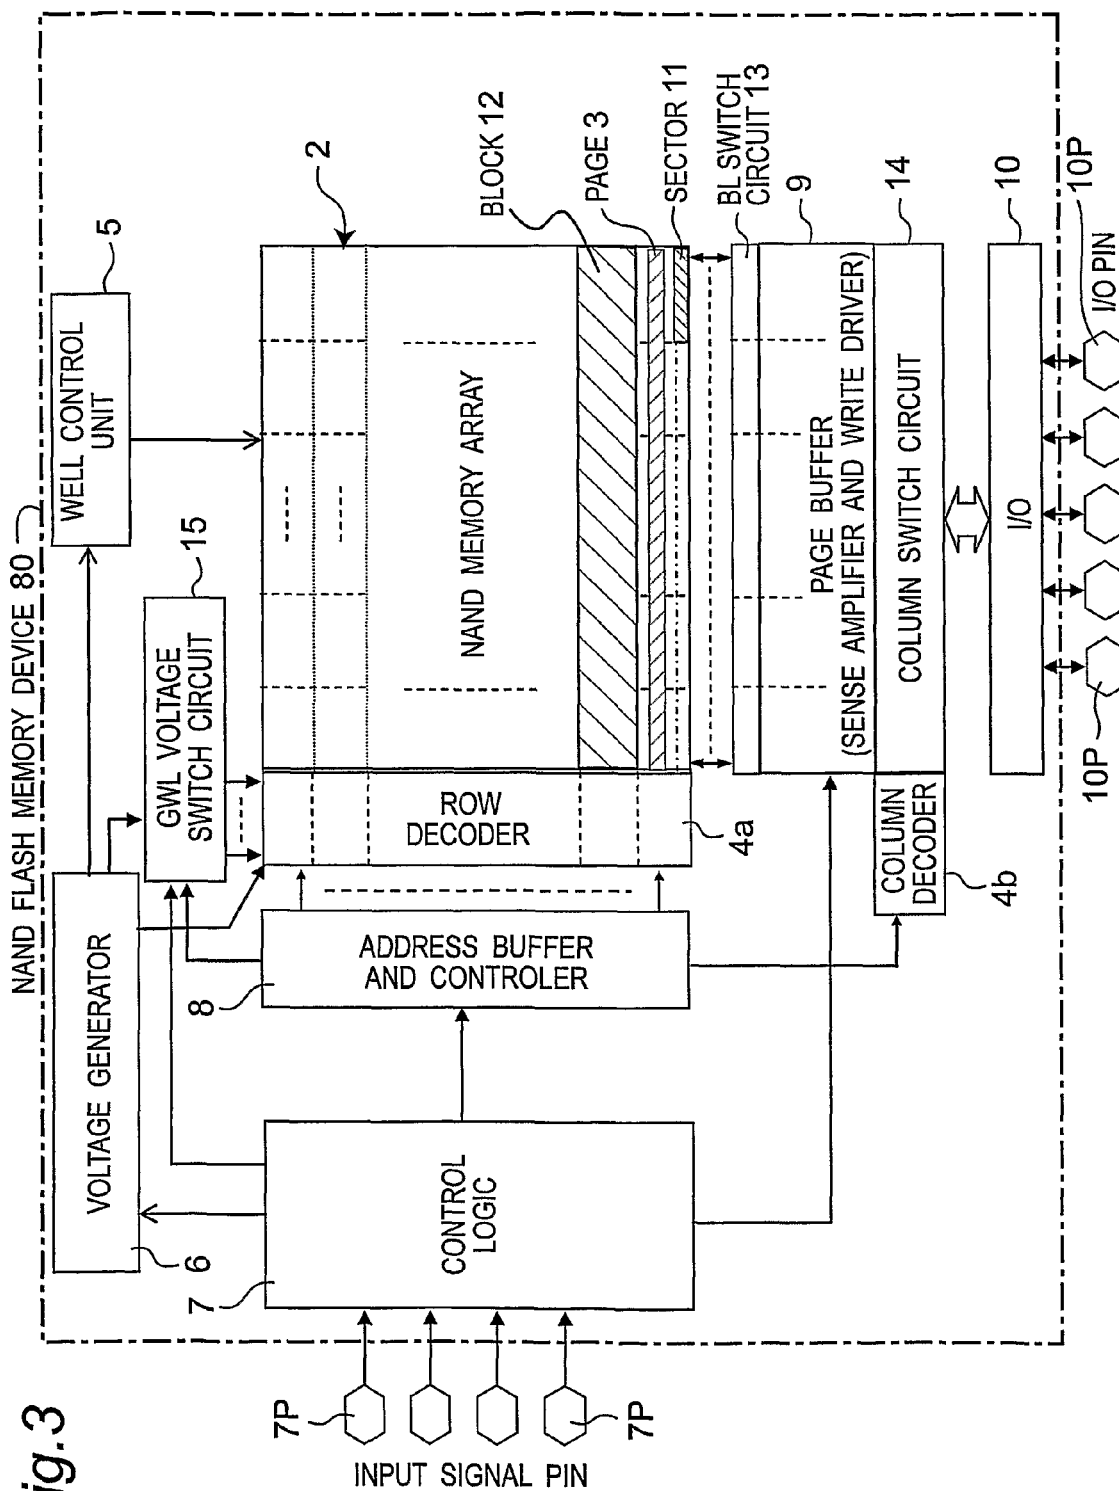 ig.3
NAND FLASH MEMORY DEVICE 80
VOLTAGE GENERATOR
6
GWL VOLTAGE
SWITCH CIRCUIT
15
WELL CONTROL
UNIT
5
INPUT SIGNAL PIN
7P
7P
CONTROL
LOGIC
7
ADDRESS BUFFER
AND CONTROLER
8
ROW
DECODER
4a
NAND MEMORY ARRAY
2
BLOCK 12
PAGE 3
SECTOR 11
BL SWITCH
CIRCUIT 13
PAGE BUFFER
(SENSE AMPLIFIER AND WRITE DRIVER)
9
COLUMN
DECODER
4b
COLUMN SWITCH CIRCUIT
14
I/O
10
10P
10P
I/O PIN